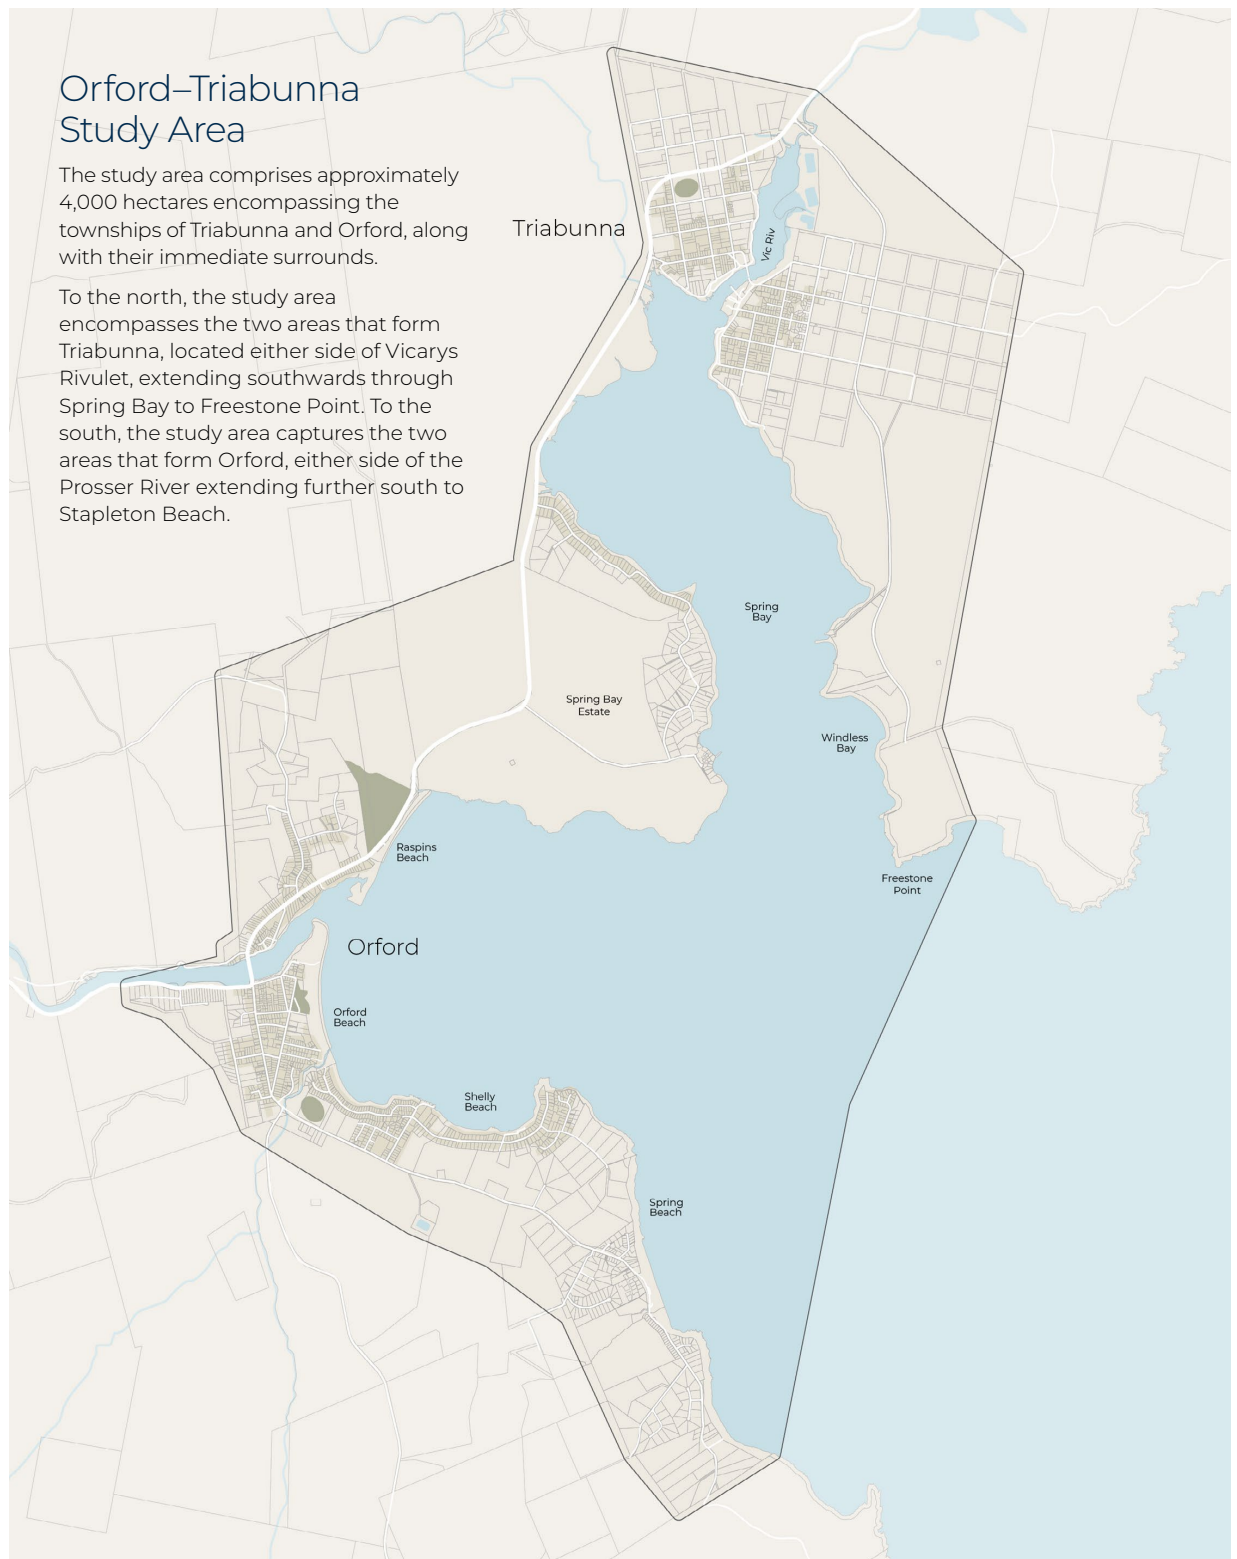 Orford–Triabunna
Study Area
The study area comprises approximately
4,000 hectares encompassing the
townships of Triabunna and Orford, along
with their immediate surrounds.
To the north, the study area
encompasses the two areas that form
Triabunna, located either side of Vicarys
Rivulet, extending southwards through
Spring Bay to Freestone Point. To the
south, the study area captures the two
areas that form Orford, either side of the
Prosser River extending further south to
Stapleton Beach.
Triabunna
Vic Riv
Spring
Bay
Spring Bay
Estate
Windless
Bay
Raspins
Beach
Freestone
Point
Orford
Orford
Beach
Shelly
Beach
Spring
Beach